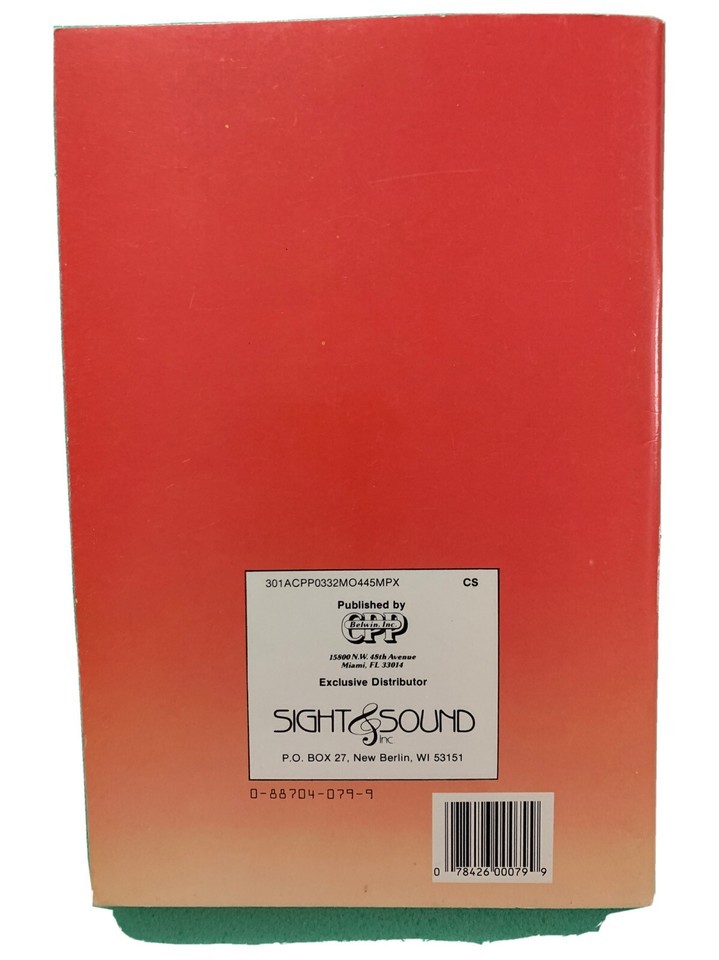 301ACPP0332MO445MPX CS
Published by
CPP
Belwin, Inc.
15800 N.W. 48th Avenue
Miami, FL 33014
Exclusive Distributor
SIGHT & SOUND
Inc
P.O. BOX 27, New Berlin, WI 53151
0-88704-079-9
0 78426 00079 9